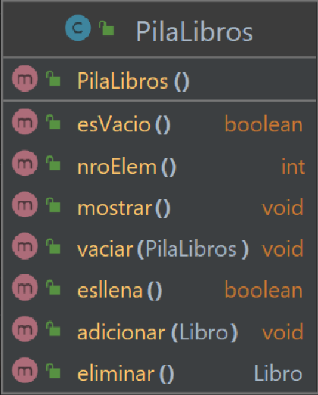 PilaLibros
PilaLibros()
esVacio() boolean
nroElem() int
mostrar() void
vaciar(PilaLibros) void
esllena() boolean
adicionar(Libro) void
eliminar() Libro